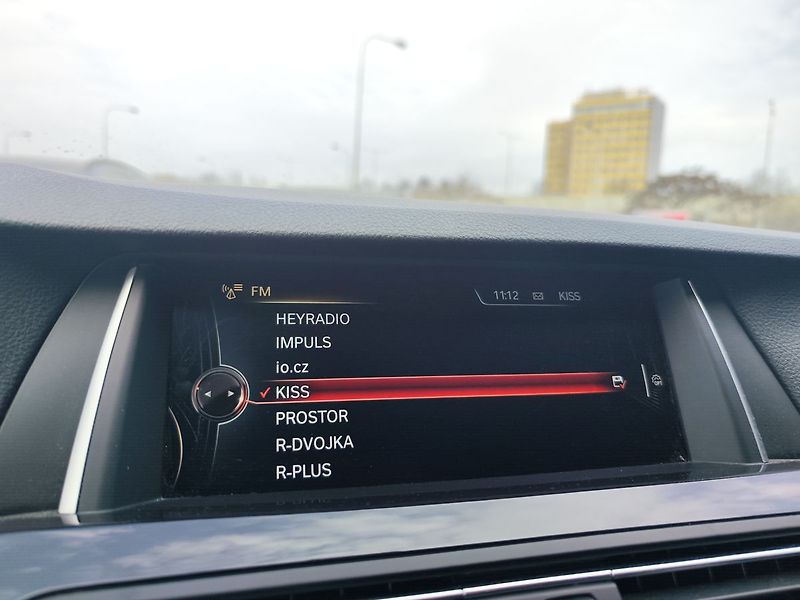 FM
11:12 KISS
HEYRADIO
IMPULS
io.cz
KISS
PROSTOR
R-DVOJKA
R-PLUS